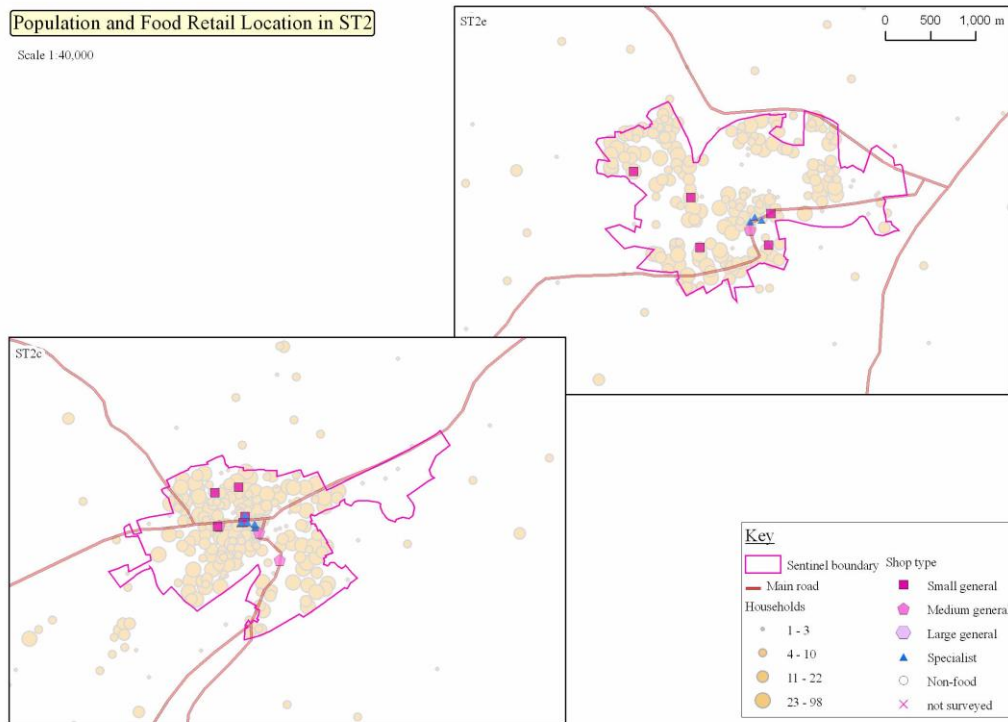 Population and Food Retail Location in ST2
Scale 1:40,000
ST2e
0 500 1,000 m
ST2c
Key
Sentinel boundary
Main road
Households
1 - 3
4 - 10
11 - 22
23 - 98
Shop type
Small general
Medium general
Large general
Specialist
Non-food
not surveyed